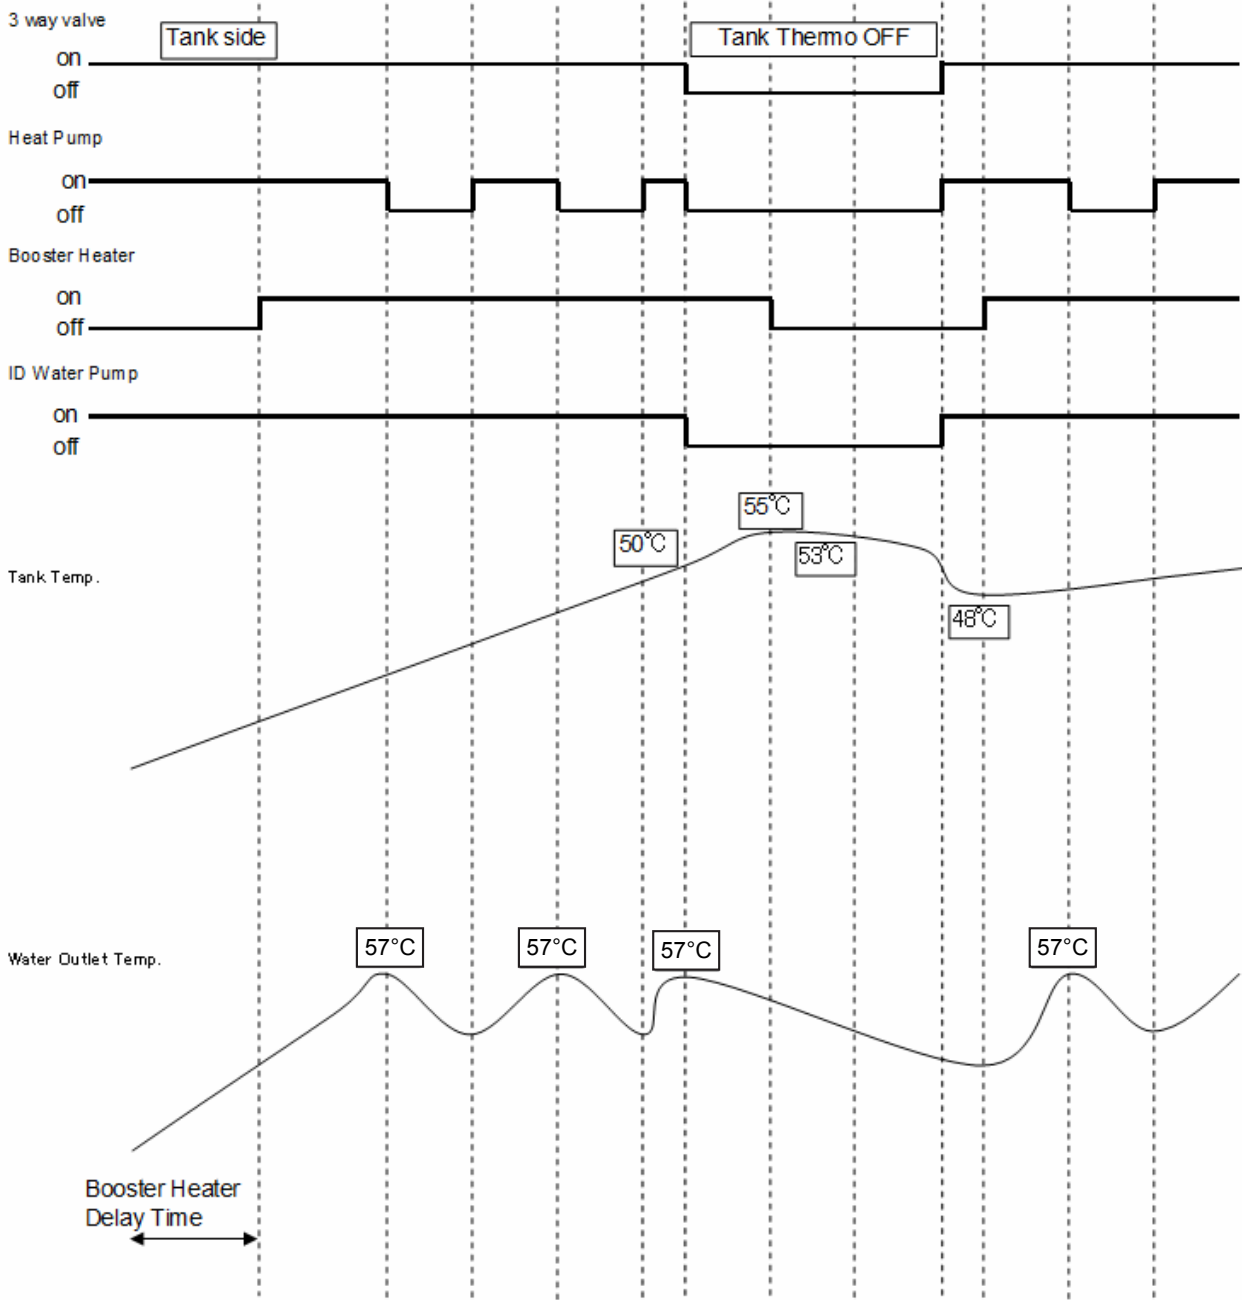 3 way valve
Tank side
Tank Thermo OFF
on
off
Heat Pump
on
off
Booster Heater
on
off
ID Water Pump
on
off
55°C
50°C
53°C
Tank Temp.
48°C
57°C
57°C
57°C
57°C
Water Outlet Temp.
Booster Heater
Delay Time